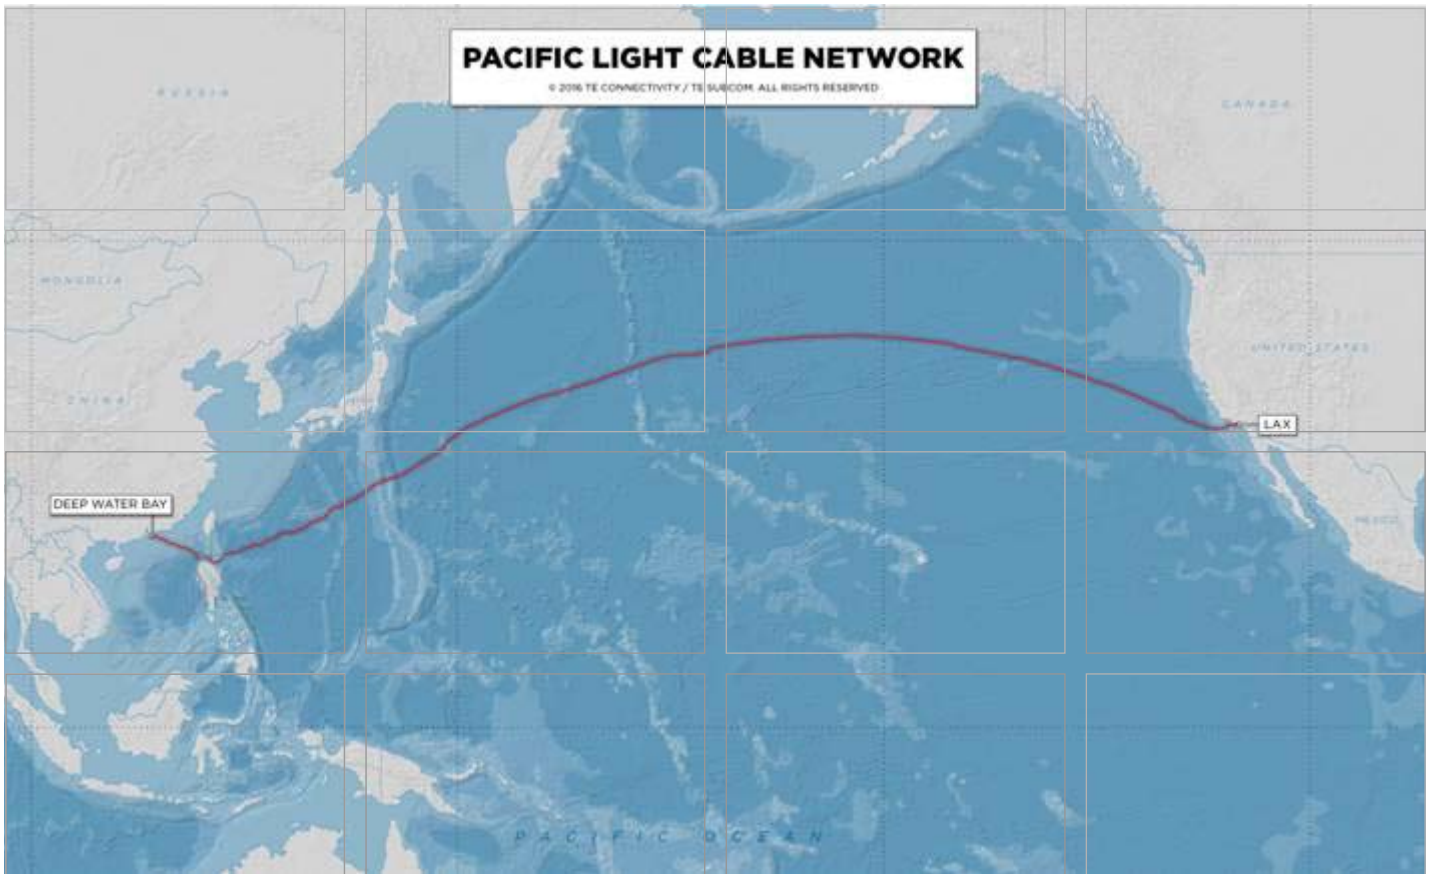 PACIFIC LIGHT CABLE NETWORK
© 2016 TE CONNECTIVITY / TE SUBCOM. ALL RIGHTS RESERVED
RUSSIA
CANADA
MONGOLIA
UNITED STATES
CHINA
LAX
DEEP WATER BAY
MEXICO
PACIFIC OCEAN